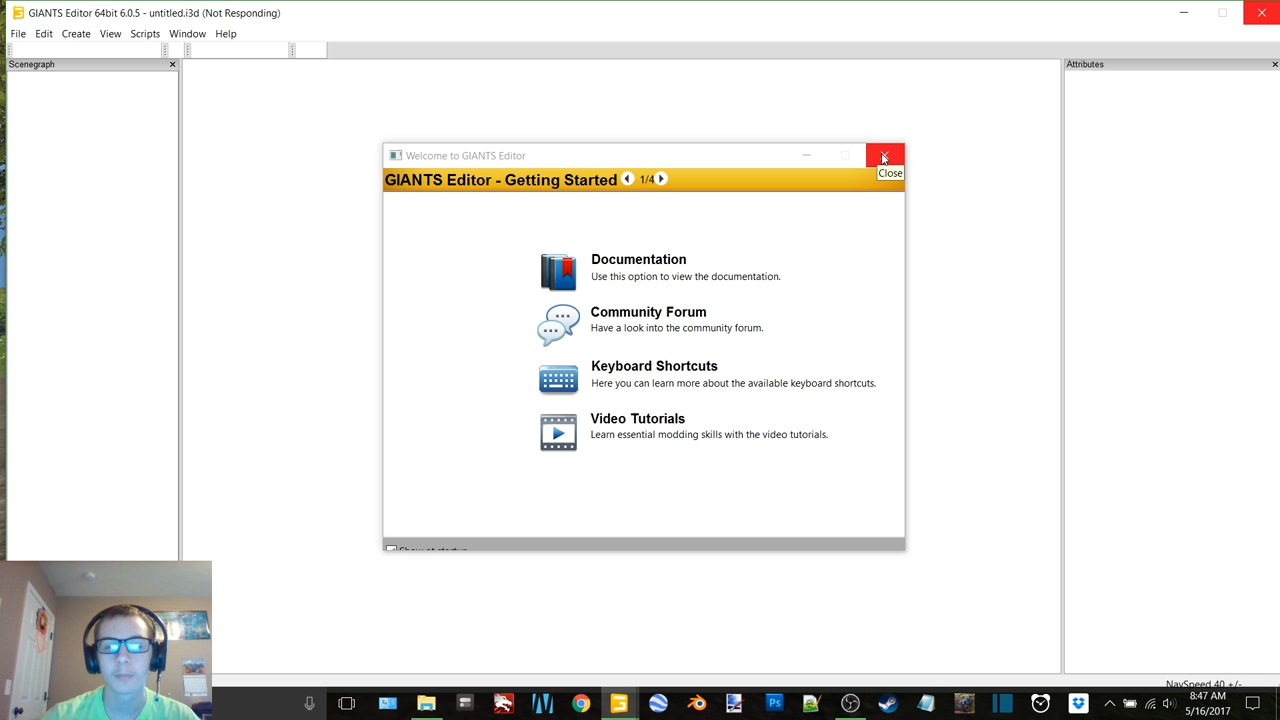 GIANTS Editor 64bit 6.0.5 - untitled.i3d (Not Responding)
File Edit Create View Scripts Window Help
Scenegraph
Attributes
Welcome to GIANTS Editor
Close
GIANTS Editor - Getting Started 1/4
Documentation
Use this option to view the documentation.
Community Forum
Have a look into the community forum.
Keyboard Shortcuts
Here you can learn more about the available keyboard shortcuts.
Video Tutorials
Learn essential modding skills with the video tutorials.
Show at startup
NavSpeed 40 +/-
8:47 AM
5/16/2017